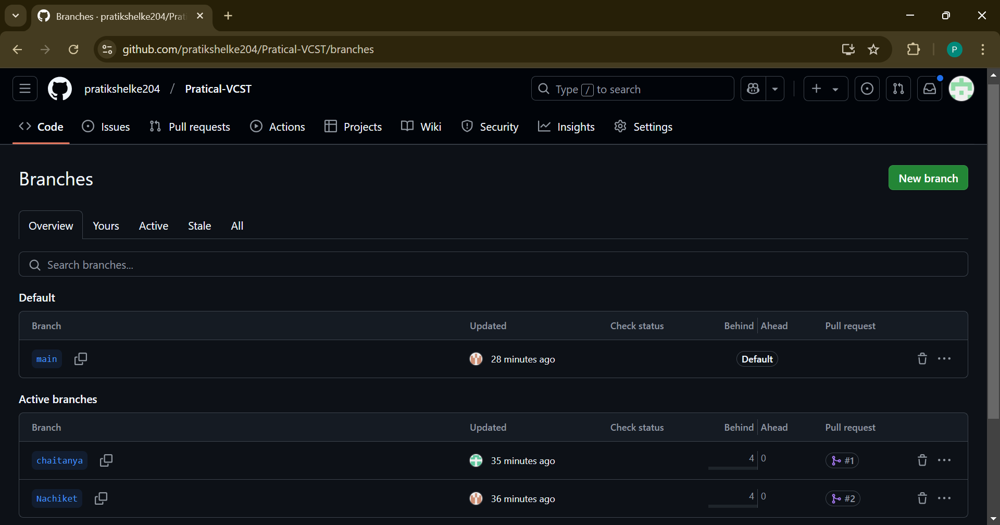 Branches · pratikshelke204/Prat
github.com/pratikshelke204/Pratical-VCST/branches
P
pratikshelke204 / Pratical-VCST
Type / to search
Code Issues Pull requests Actions Projects Wiki Security Insights Settings
Branches
New branch
Overview Yours Active Stale All
Search branches...
Default
Branch Updated Check status Behind Ahead Pull request
main 28 minutes ago Default
Active branches
Branch Updated Check status Behind Ahead Pull request
chaitanya 35 minutes ago 4 0 #1
Nachiket 36 minutes ago 4 0 #2